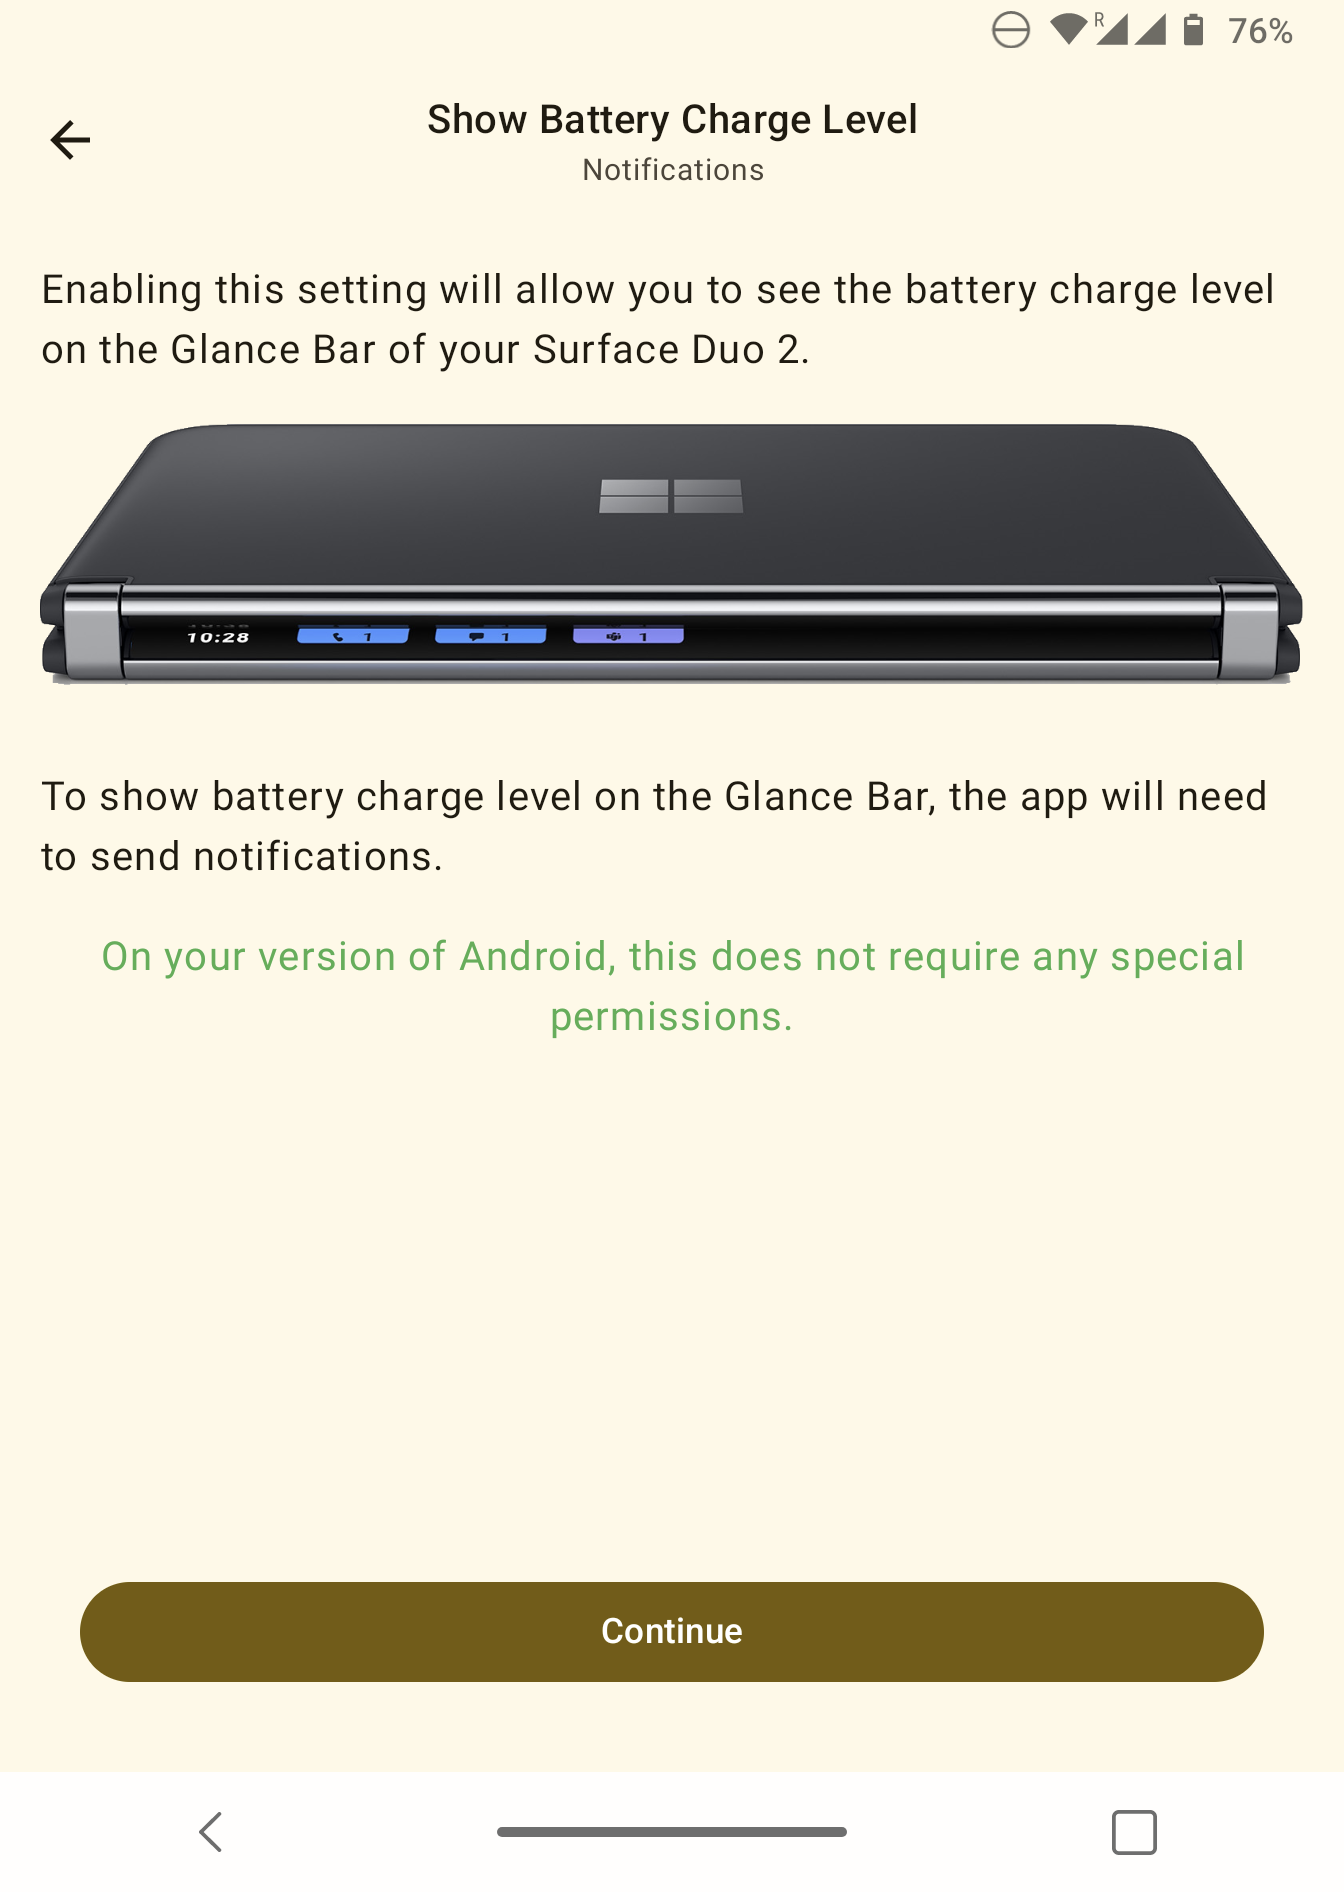 R
76%
Show Battery Charge Level
Notifications
Enabling this setting will allow you to see the battery charge level
on the Glance Bar of your Surface Duo 2.
10:28 1 1 1
To show battery charge level on the Glance Bar, the app will need
to send notifications.
On your version of Android, this does not require any special
permissions.
Continue